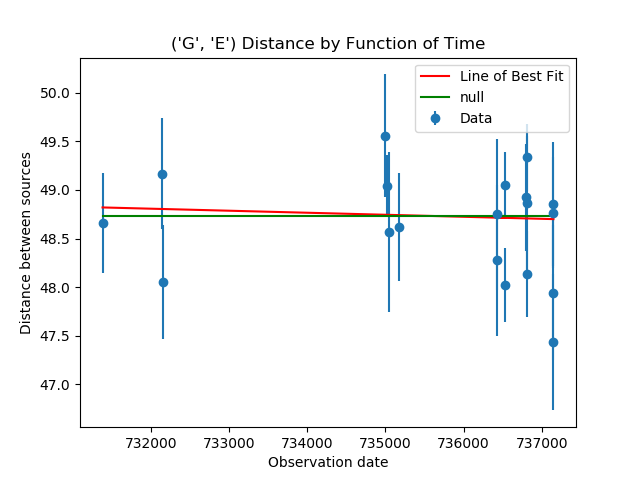 ('G', 'E') Distance by Function of Time
Line of Best Fit
null
Data
Distance between sources
50.0
49.5
49.0
48.5
48.0
47.5
47.0
732000
733000
734000
735000
736000
737000
Observation date